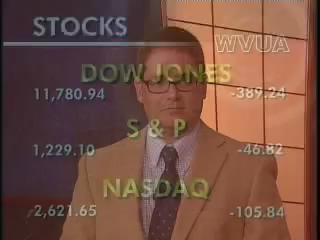 STOCKS
WVUA
DOW JONES
11,780.94 -389.24
S & P
1,229.10 -46.82
NASDAQ
2,621.65 -105.84